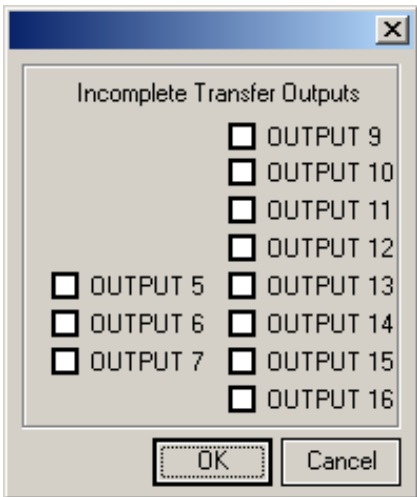 Incomplete Transfer Outputs
OUTPUT 9
OUTPUT 10
OUTPUT 11
OUTPUT 12
OUTPUT 5 OUTPUT 13
OUTPUT 6 OUTPUT 14
OUTPUT 7 OUTPUT 15
OUTPUT 16
OK Cancel